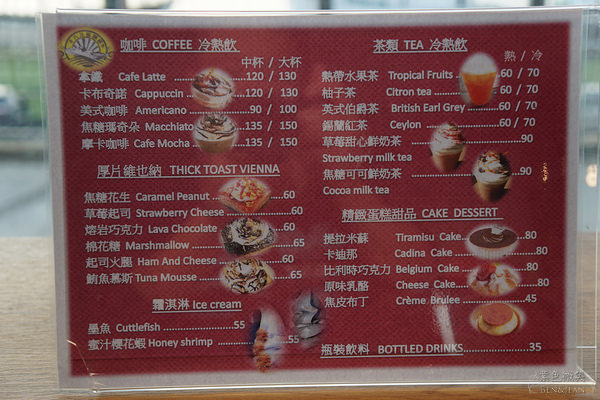 咖啡 COFFEE 冷熱飲
中杯 / 大杯
拿鐵 Cafe Latte ..................120 / 130
卡布奇諾 Cappuccin ............120 / 130
美式咖啡 Americano ..............90 / 100
焦糖瑪奇朵 Macchiato ..........135 / 150
摩卡咖啡 Cafe Mocha ............135 / 150
厚片維也納 THICK TOAST VIENNA
焦糖花生 Caramel Peanut ............60
草莓起司 Strawberry Cheese ............60
熔岩巧克力 Lava Chocolate ............60
棉花糖 Marshmallow ............65
起司火腿 Ham And Cheese ............60
鮪魚慕斯 Tuna Mousse ............65
霜淇淋 Ice cream
墨魚 Cuttlefish ..................55
蜜汁櫻花蝦 Honey shrimp ............55
茶類 TEA 冷熱飲
熱 / 冷
熱帶水果茶 Tropical Fruits ......60 / 70
柚子茶 Citron tea ............60 / 70
英式伯爵茶 British Earl Grey ......60 / 70
錫蘭紅茶 Ceylon ............60 / 70
草莓甜心鮮奶茶 ..................90
Strawberry milk tea
焦糖可可鮮奶茶 ..................90
Cocoa milk tea
精緻蛋糕甜品 CAKE DESSERT
提拉米蘇 Tiramisu Cake ............80
卡迪那 Cadina Cake ............80
比利時巧克力 Belgium Cake ............80
原味乳酪 Cheese Cake ............80
焦皮布丁 Crème Brulee ............45
瓶裝飲料 BOTTLED DRINKS ............35